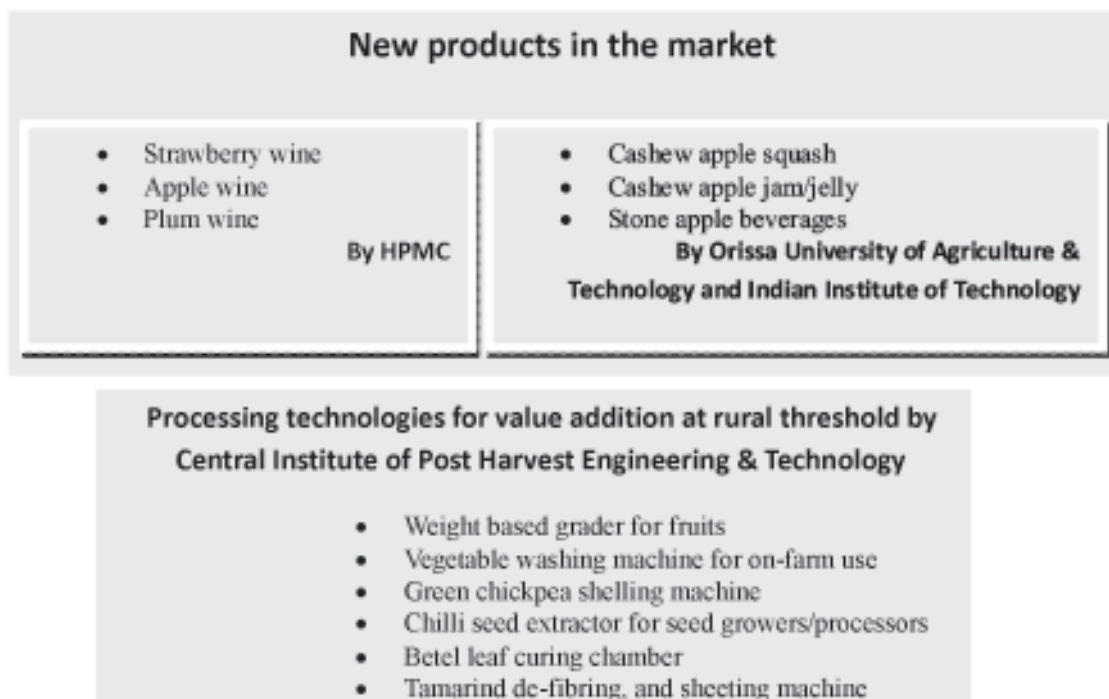 New products in the market
• Strawberry wine
• Apple wine
• Plum wine
By HPMC
• Cashew apple squash
• Cashew apple jam/jelly
• Stone apple beverages
By Orissa University of Agriculture &
Technology and Indian Institute of Technology
Processing technologies for value addition at rural threshold by
Central Institute of Post Harvest Engineering & Technology
• Weight based grader for fruits
• Vegetable washing machine for on-farm use
• Green chickpea shelling machine
• Chilli seed extractor for seed growers/processors
• Betel leaf curing chamber
• Tamarind de-fibring, and sheeting machine